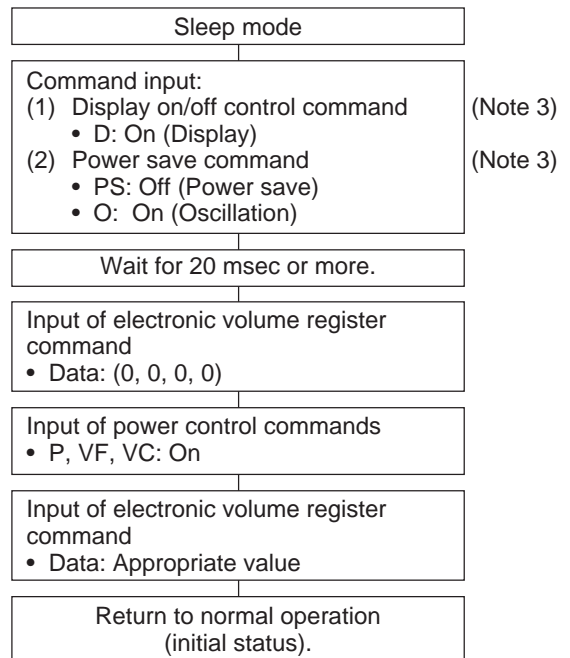 Sleep mode
Command input:
(1) Display on/off control command (Note 3)
• D: On (Display)
(2) Power save command (Note 3)
• PS: Off (Power save)
• O: On (Oscillation)
Wait for 20 msec or more.
Input of electronic volume register
command
• Data: (0, 0, 0, 0)
Input of power control commands
• P, VF, VC: On
Input of electronic volume register
command
• Data: Appropriate value
Return to normal operation
(initial status).